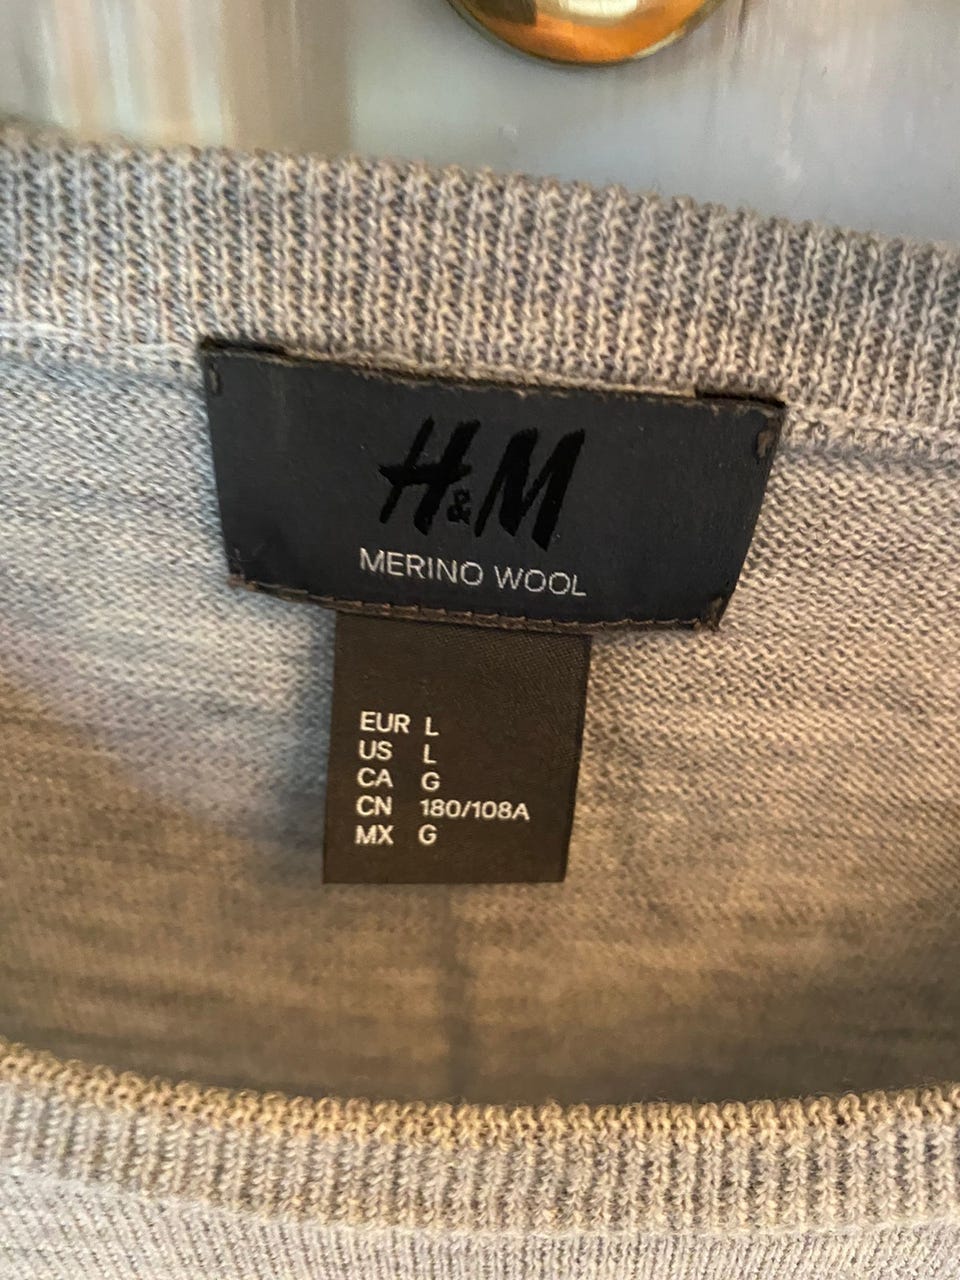 H&M
MERINO WOOL
EUR L
US L
CA G
CN 180/108A
MX G